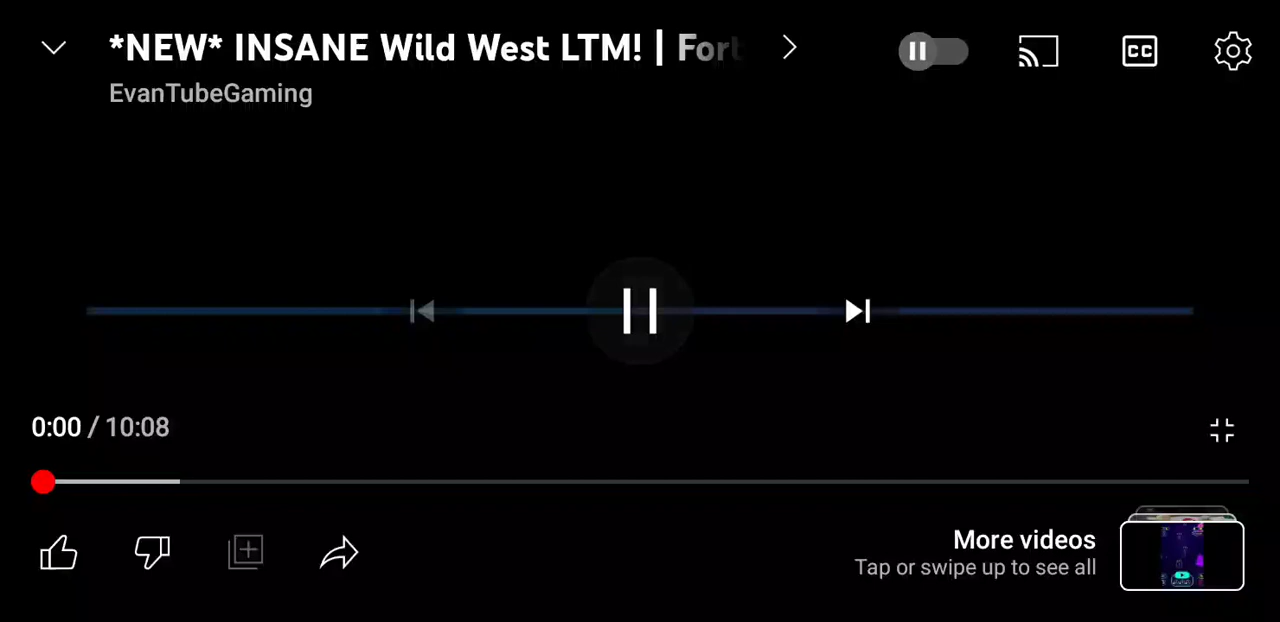 *NEW* INSANE Wild West LTM! | Fort
EvanTubeGaming
CC
0:00 / 10:08
More videos
Tap or swipe up to see all